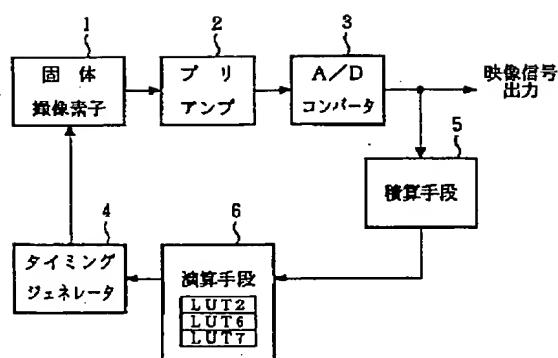 1
固体
撮像素子
2
プリ
アンプ
3
A/D
コンバータ
映像信号
出力
5
積算手段
4
タイミング
ジェネレータ
6
演算手段
LUT2
LUT6
LUT7